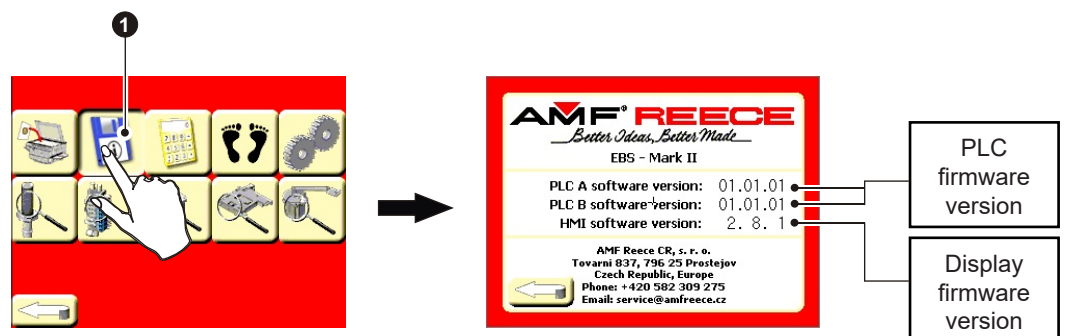 1
AMF® REECE
Better Ideas, Better Made
EBS - Mark II
PLC A software version: 01.01.01
PLC B software version: 01.01.01
HMI software version: 2. 8. 1
AMF Reece CR, s. r. o.
Tovarni 837, 796 25 Prostejov
Czech Republic, Europe
Phone: +420 582 309 275
Email: service@amfreece.cz
PLC
firmware
version
Display
firmware
version